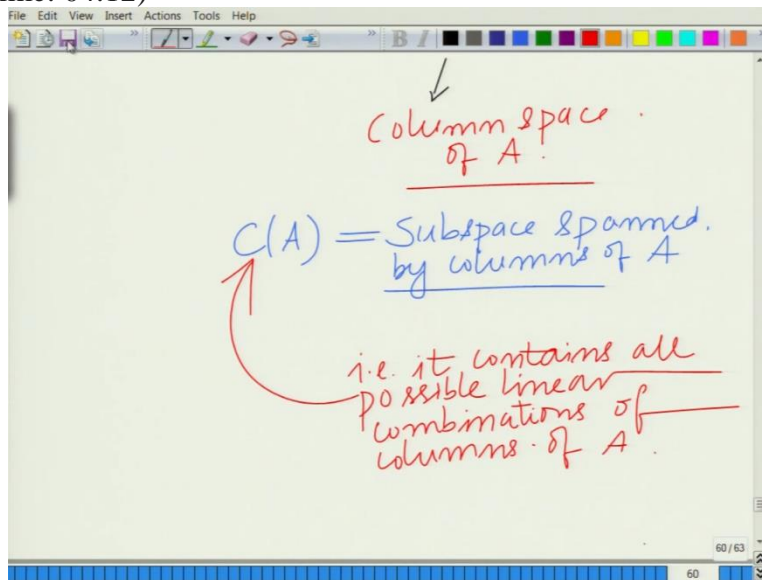 File Edit View Insert Actions Tools Help
B I
Column space.
of A.
C(A) = Subspace spanned.
by columns of A
i.e. it contains all
possible linear
combinations of
columns. of A.
60/63
60